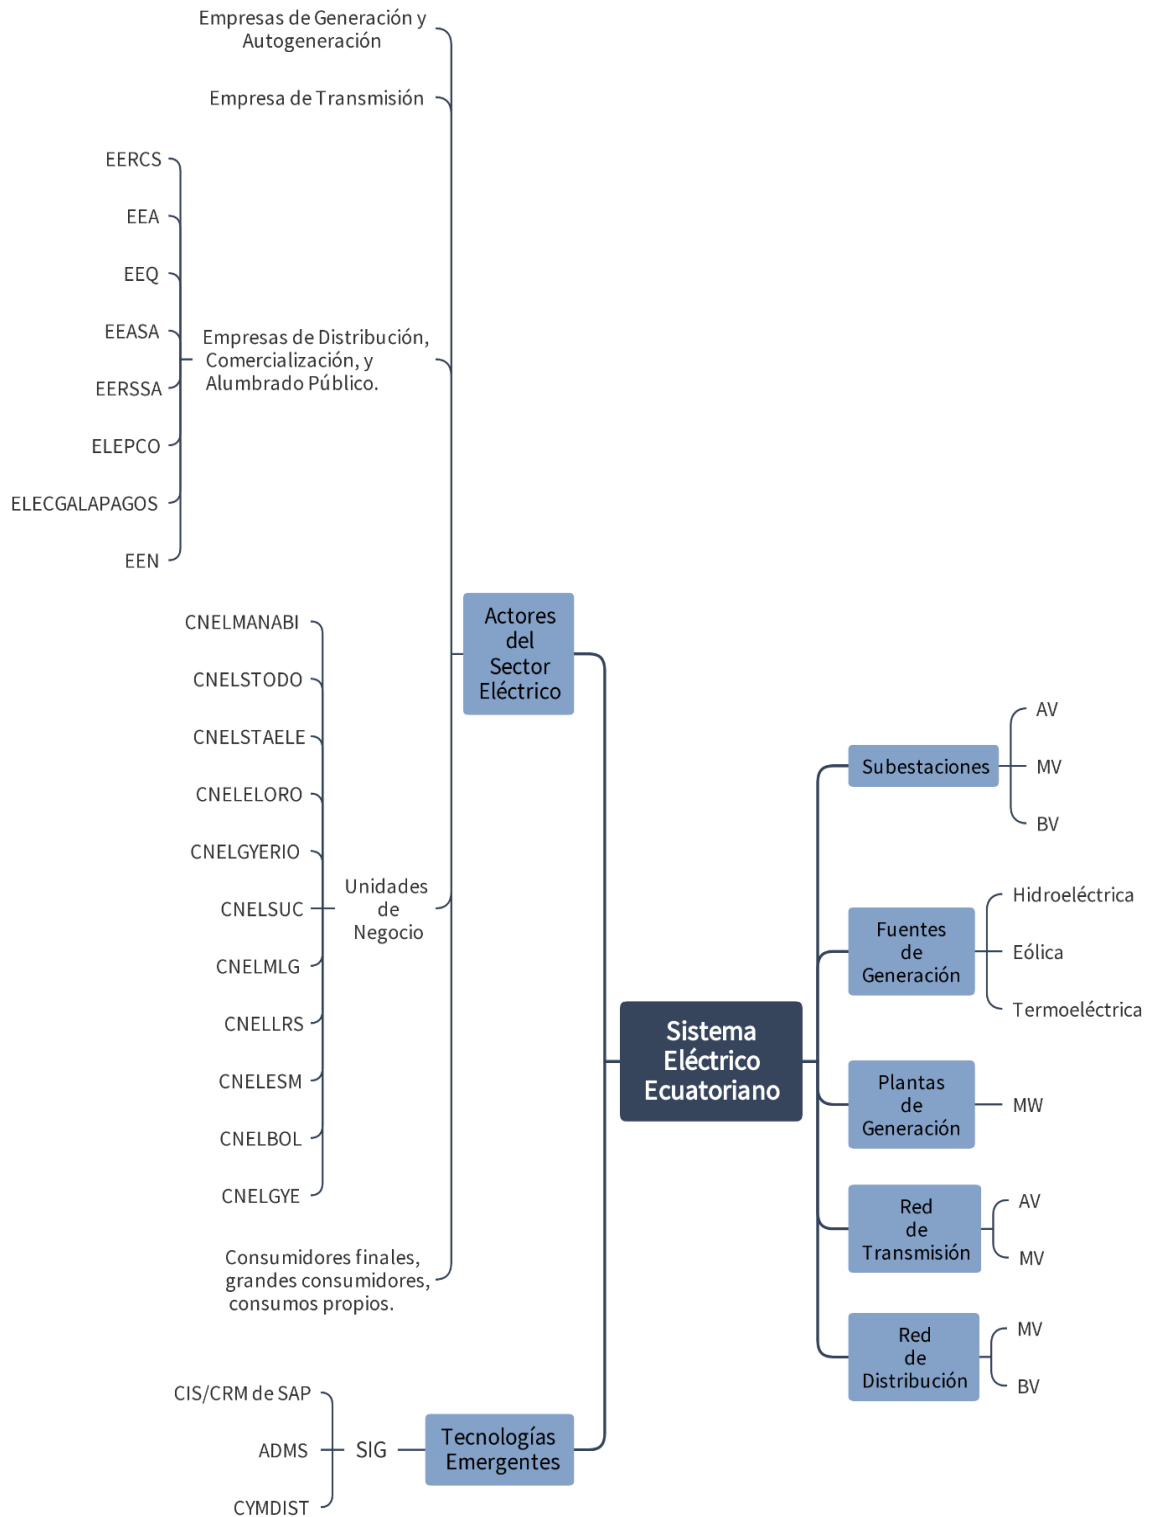 Empresas de Generación y
Autogeneración
Empresa de Transmisión
EERCS
EEA
EEQ
EEASA
EERSSA
ELEPCO
ELECGALAPAGOS
EEN
Empresas de Distribución,
Comercialización, y
Alumbrado Público.
CNELMANABI
CNELSTODO
CNELSTAELE
CNELELORO
CNELGYERIO
CNELSUC
CNELMLG
CNELLRS
CNELESM
CNELBOL
CNELGYE
Unidades
de
Negocio
Consumidores finales,
grandes consumidores,
consumos propios.
Actores
del
Sector
Eléctrico
CIS/CRM de SAP
ADMS
CYMDIST
SIG
Tecnologías
Emergentes
Sistema
Eléctrico
Ecuatoriano
Subestaciones
AV
MV
BV
Fuentes
de
Generación
Hidroeléctrica
Eólica
Termoeléctrica
Plantas
de
Generación
MW
Red
de
Transmisión
AV
MV
Red
de
Distribución
MV
BV